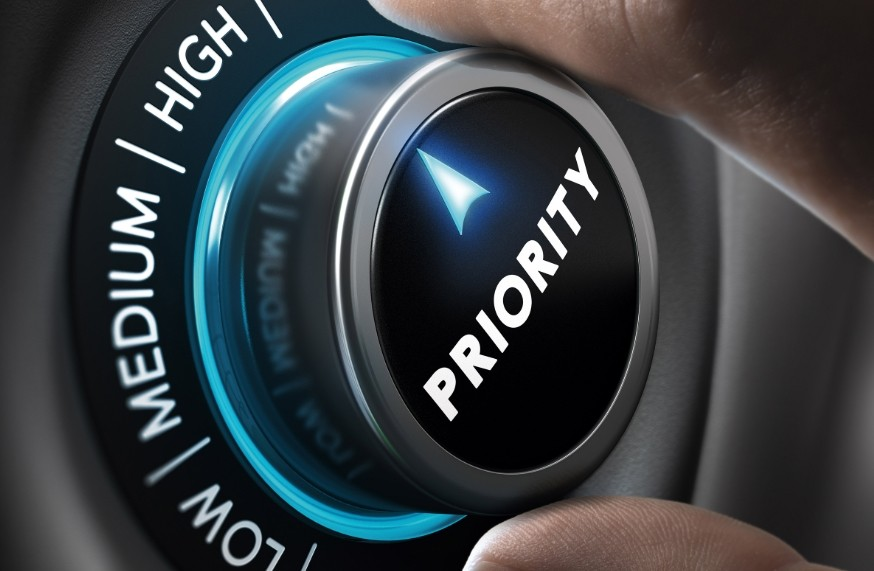 LOW | MEDIUM | HIGH |
PRIORITY